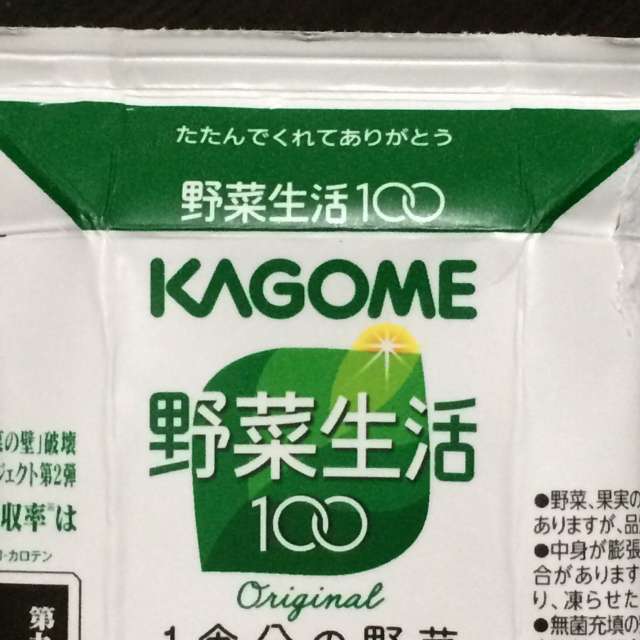 たたんでくれてありがとう
野菜生活100
KAGOME
野菜生活
100
Original
の壁」破壊
ジェクト第2弾
収率※は
カロテン
第
●野菜、果実の
ありますが、品
●中身が膨張
合があります
り、凍らせた
●無菌充填の